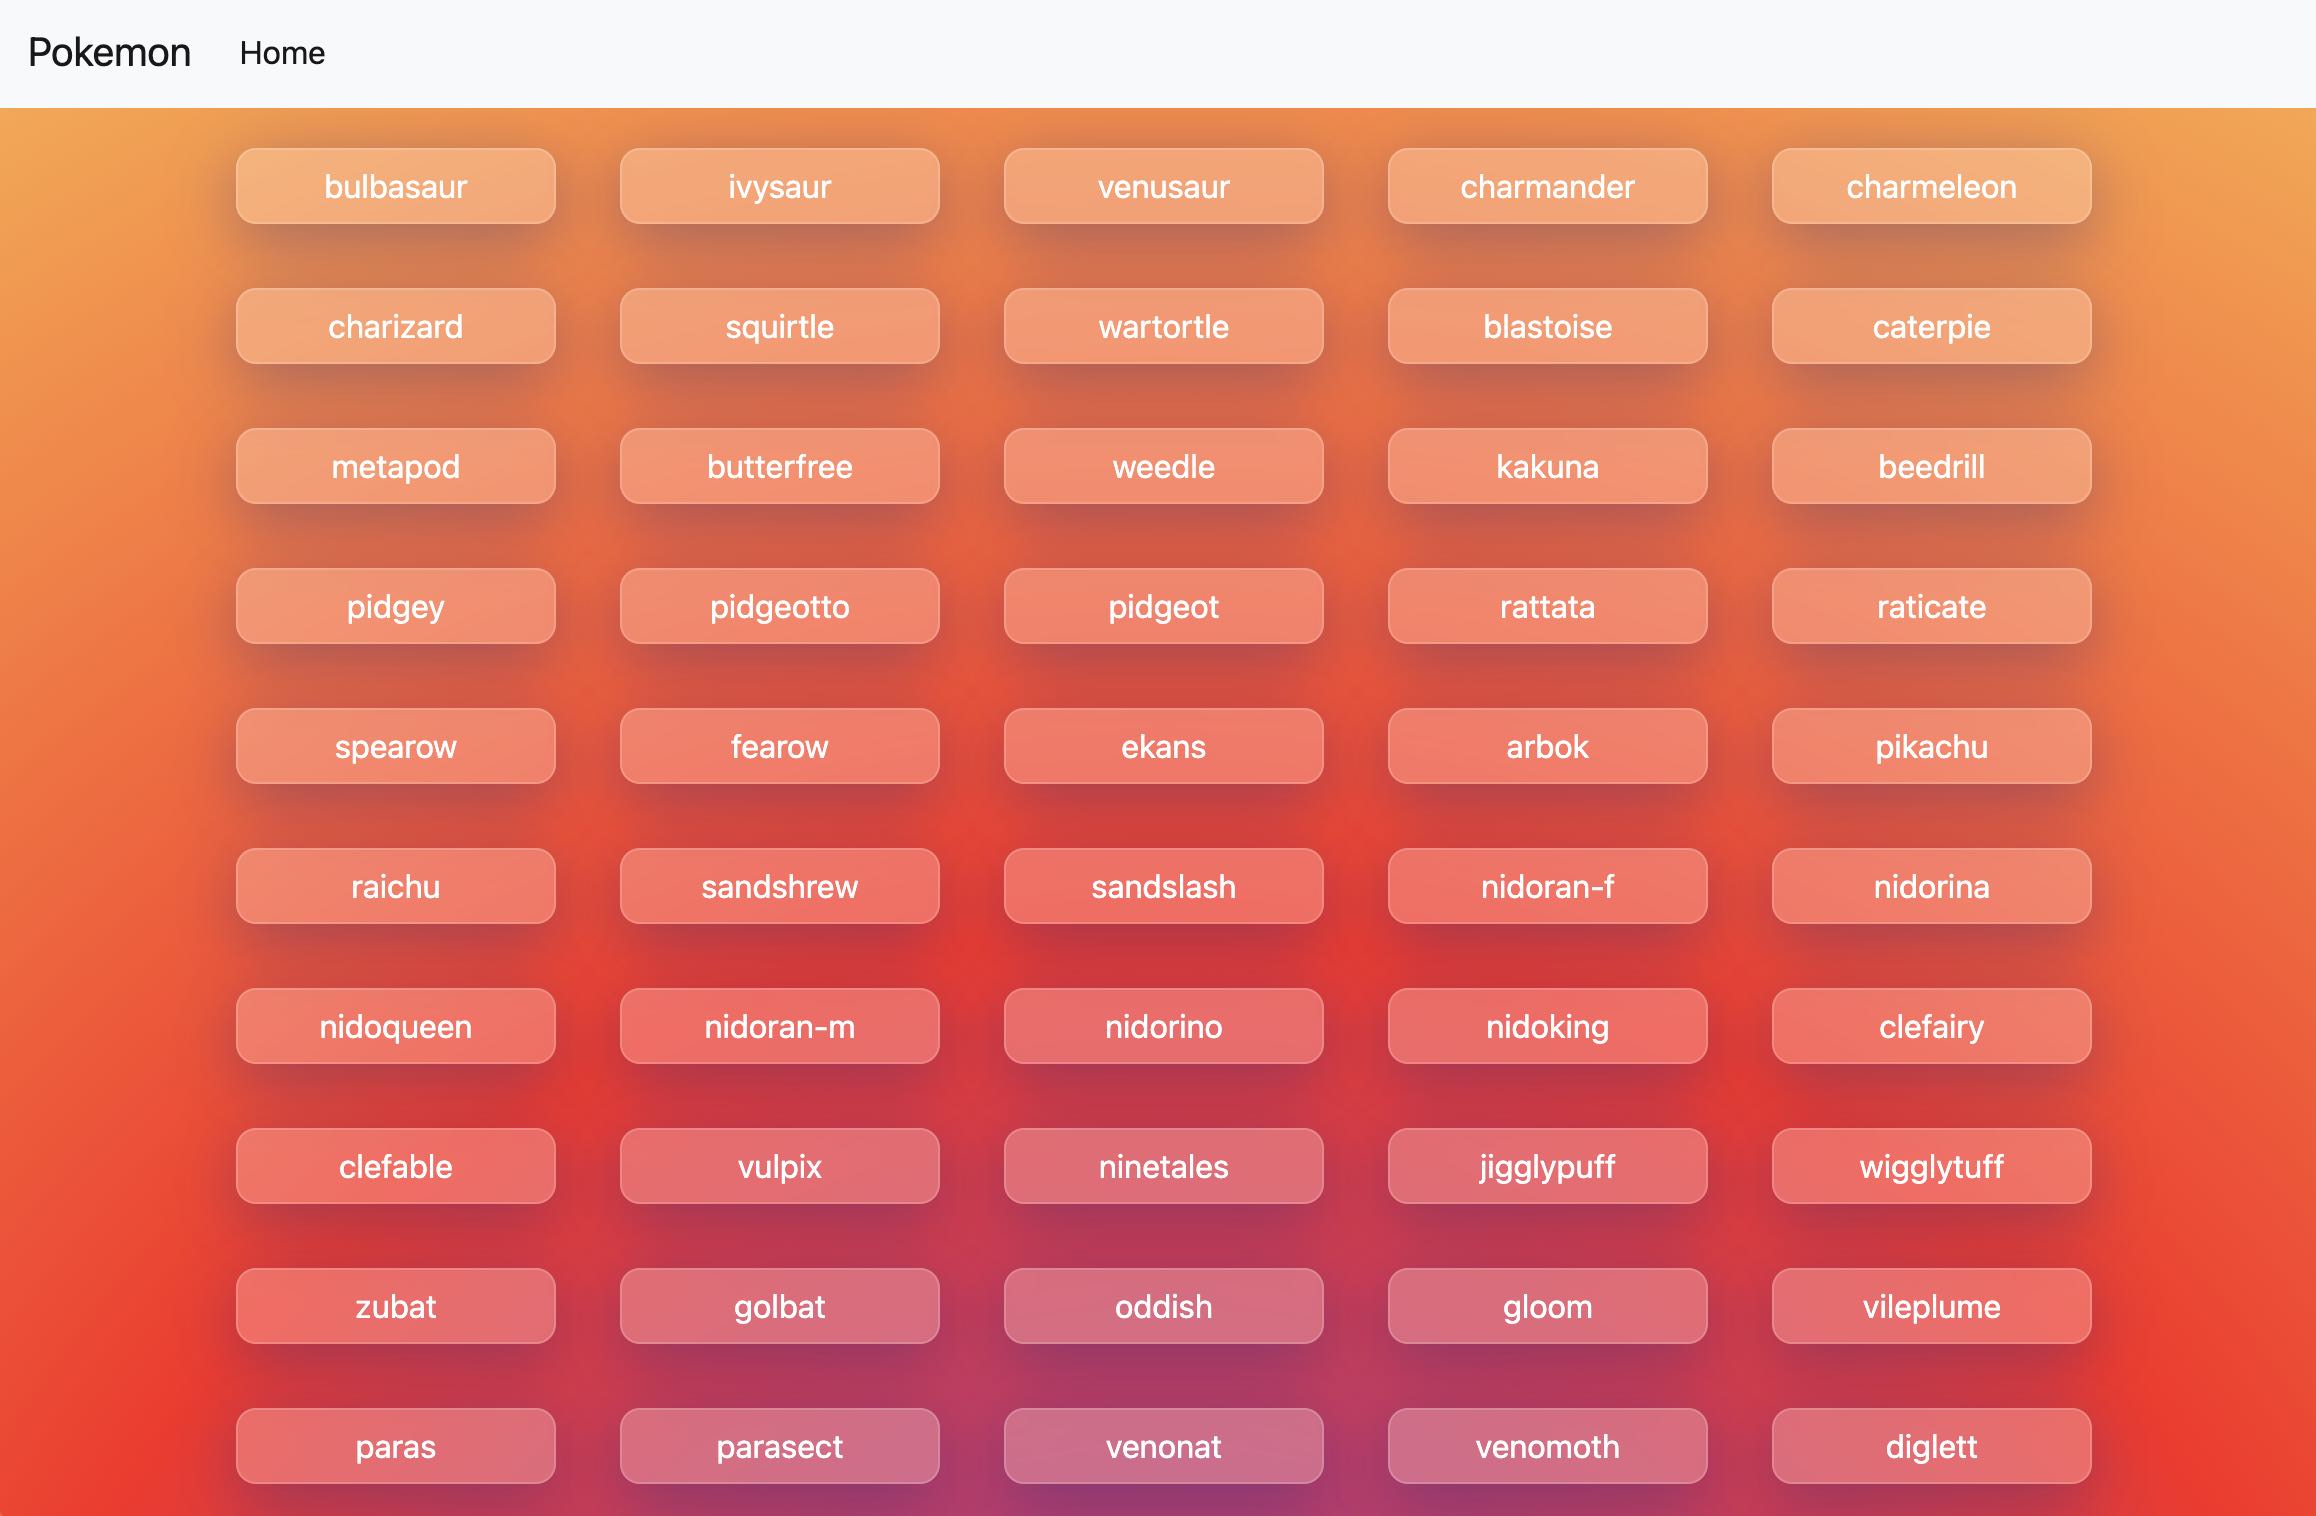 Pokemon Home
bulbasaur ivysaur venusaur charmander charmeleon
charizard squirtle wartortle blastoise caterpie
metapod butterfree weedle kakuna beedrill
pidgey pidgeotto pidgeot rattata raticate
spearow fearow ekans arbok pikachu
raichu sandshrew sandslash nidoran-f nidorina
nidoqueen nidoran-m nidorino nidoking clefairy
clefable vulpix ninetales jigglypuff wigglytuff
zubat golbat oddish gloom vileplume
paras parasect venonat venomoth diglett